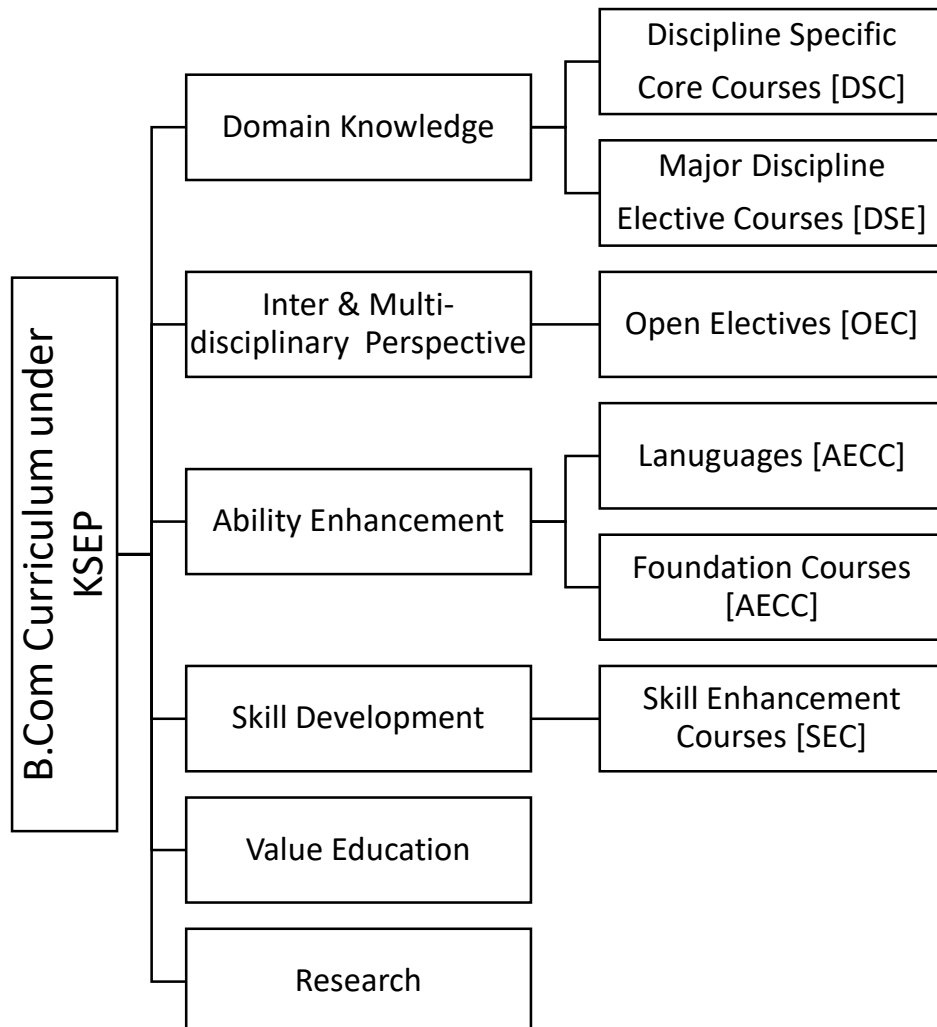 B.Com Curriculum under
KSEP
Domain Knowledge
Discipline Specific
Core Courses [DSC]
Major Discipline
Elective Courses [DSE]
Inter & Multi-
disciplinary Perspective
Open Electives [OEC]
Ability Enhancement
Lanuguages [AECC]
Foundation Courses
[AECC]
Skill Development
Skill Enhancement
Courses [SEC]
Value Education
Research